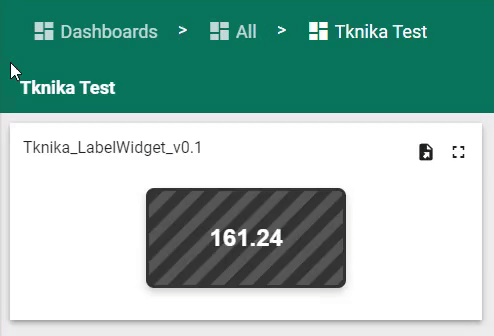 Dashboards > All > Tknika Test
Tknika Test
Tknika_LabelWidget_v0.1
161.24